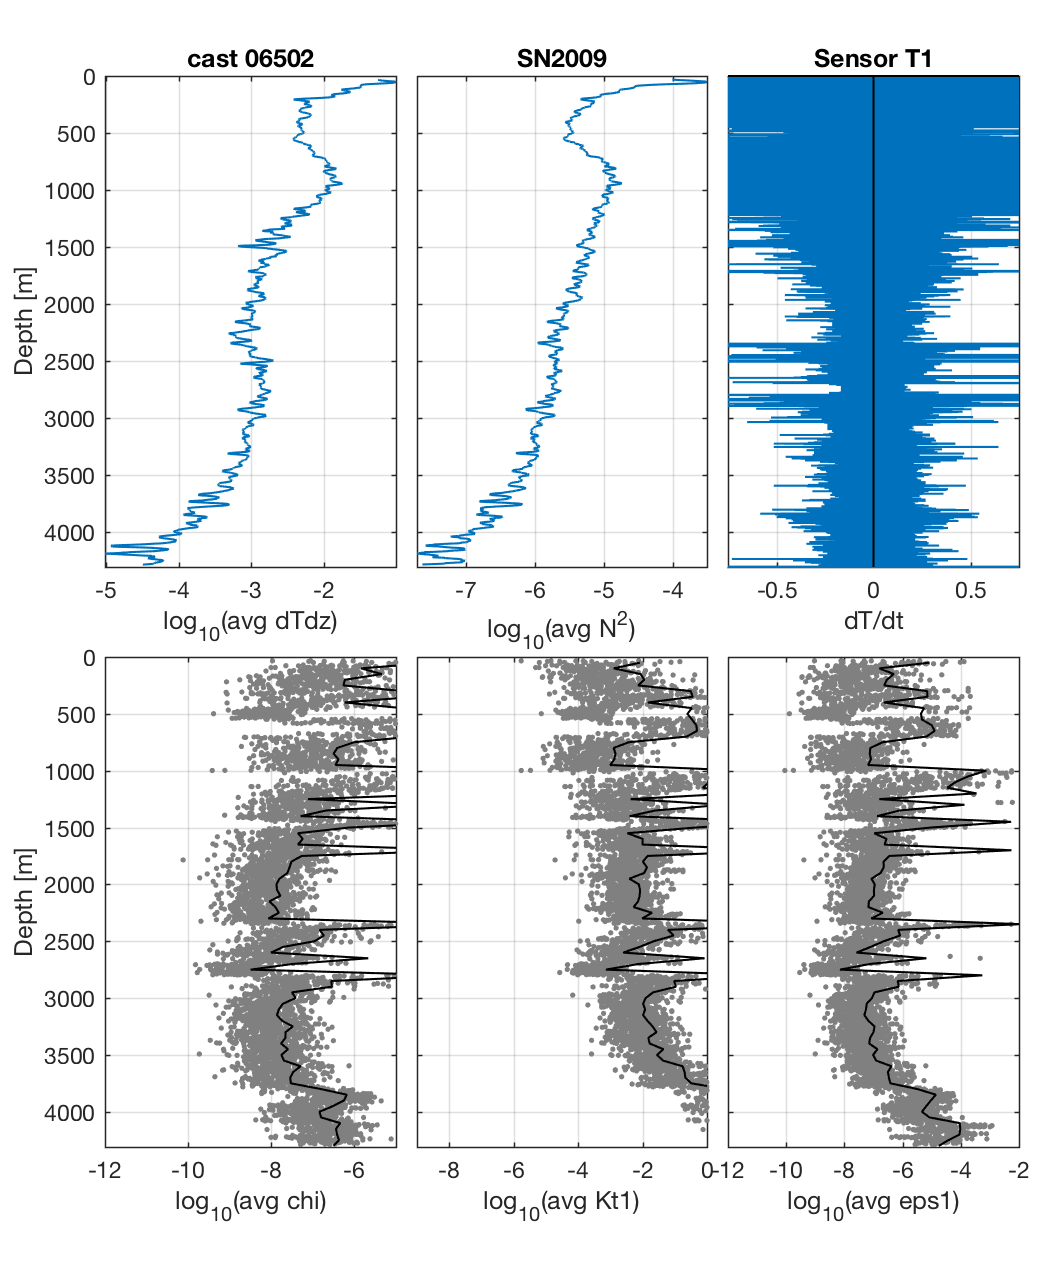 cast 06502 SN2009 Sensor T1
0
500
1000
1500
2000
2500
3000
3500
4000
Depth [m]
-5 -4 -3 -2 -7 -6 -5 -4 -0.5 0 0.5
log10(avg dTdz) log10(avg N2) dT/dt
0
500
1000
1500
2000
2500
3000
3500
4000
Depth [m]
-12 -10 -8 -6 -8 -6 -4 -2 0 -12 -10 -8 -6 -4 -2
log10(avg chi) log10(avg Kt1) log10(avg eps1)